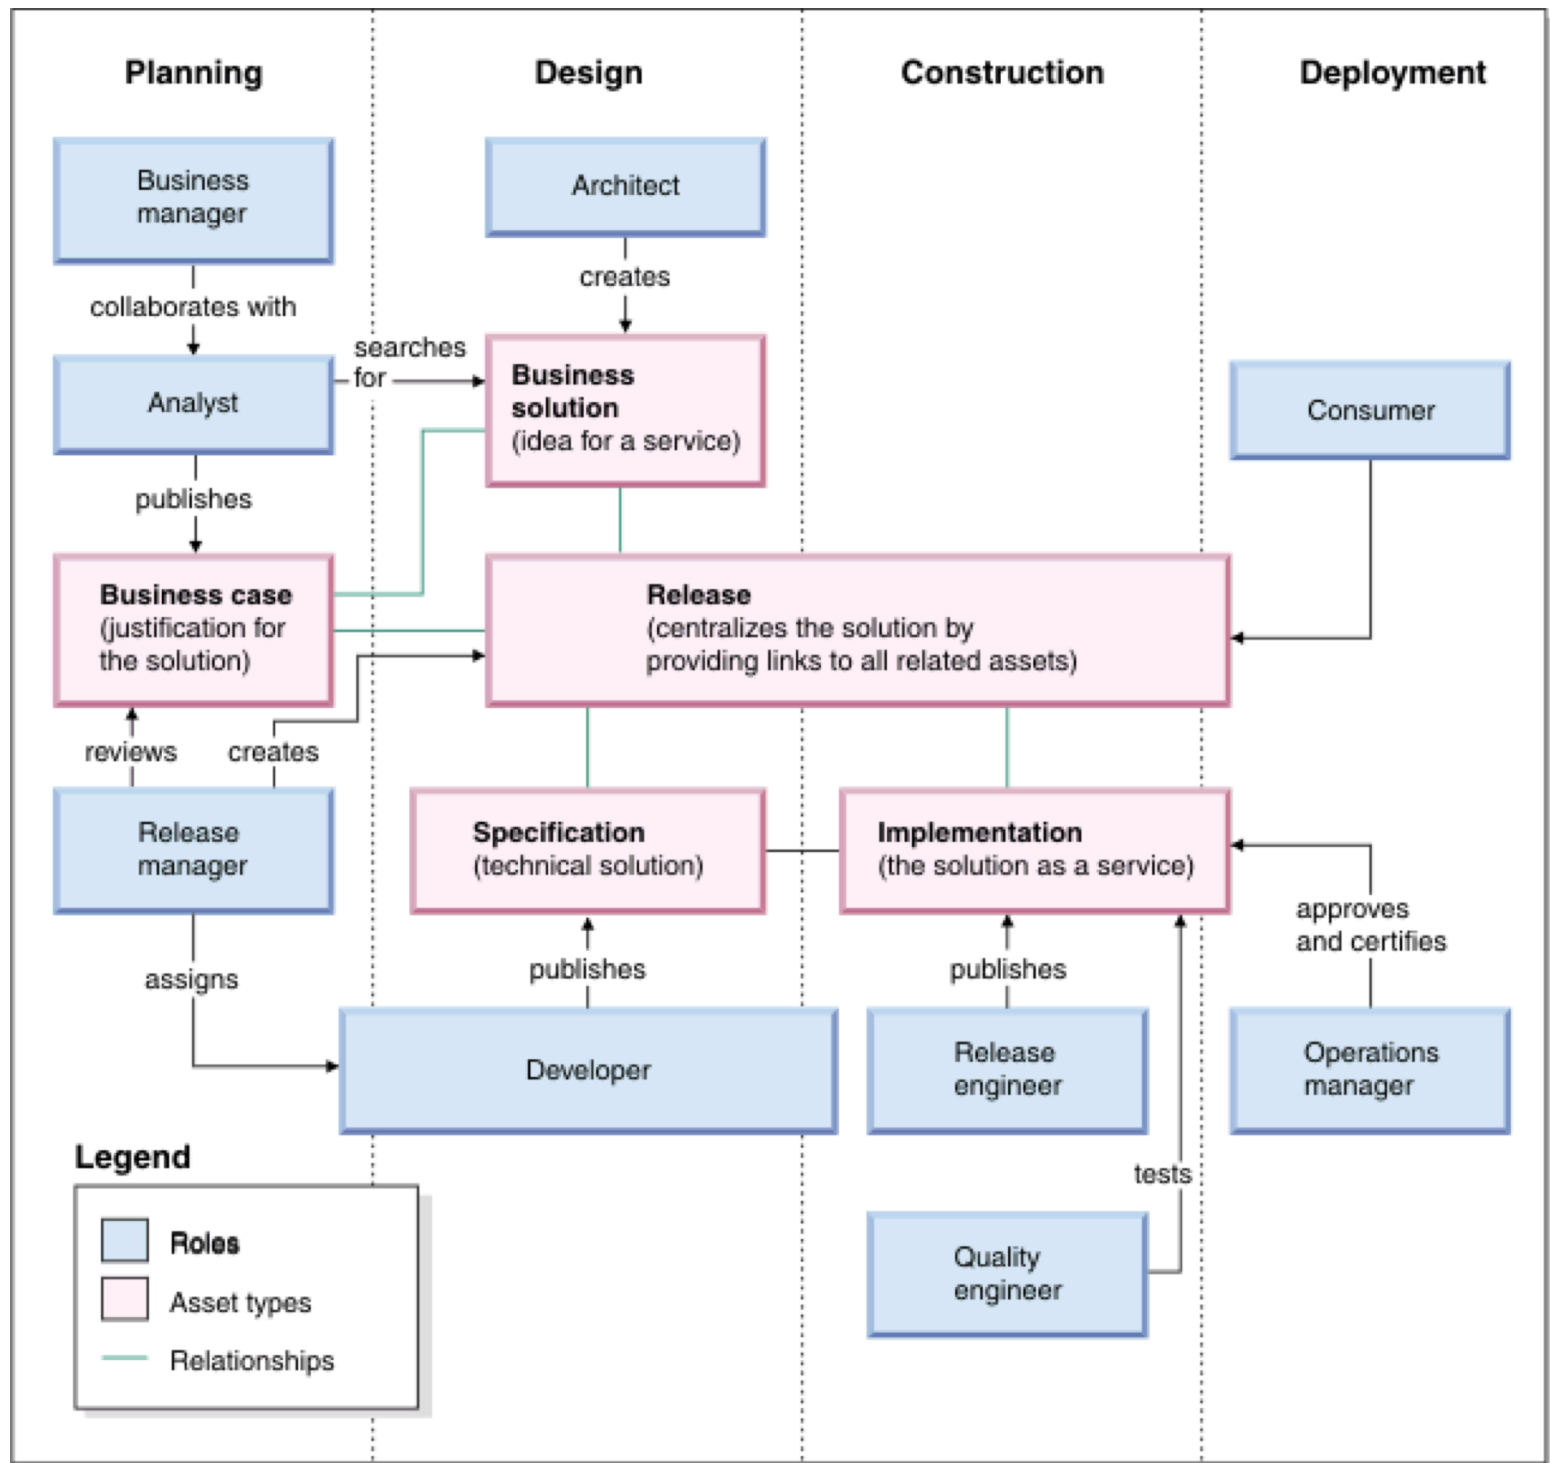 Planning
Design
Construction
Deployment
Business
manager
Architect
creates
collaborates with
searches
for
Analyst
Business
solution
(idea for a service)
Consumer
publishes
Business case
(justification for
the solution)
Release
(centralizes the solution by
providing links to all related assets)
reviews
creates
Release
manager
Specification
(technical solution)
Implementation
(the solution as a service)
approves
and certifies
assigns
publishes
publishes
Developer
Release
engineer
Operations
manager
tests
Quality
engineer
Legend
Roles
Asset types
Relationships